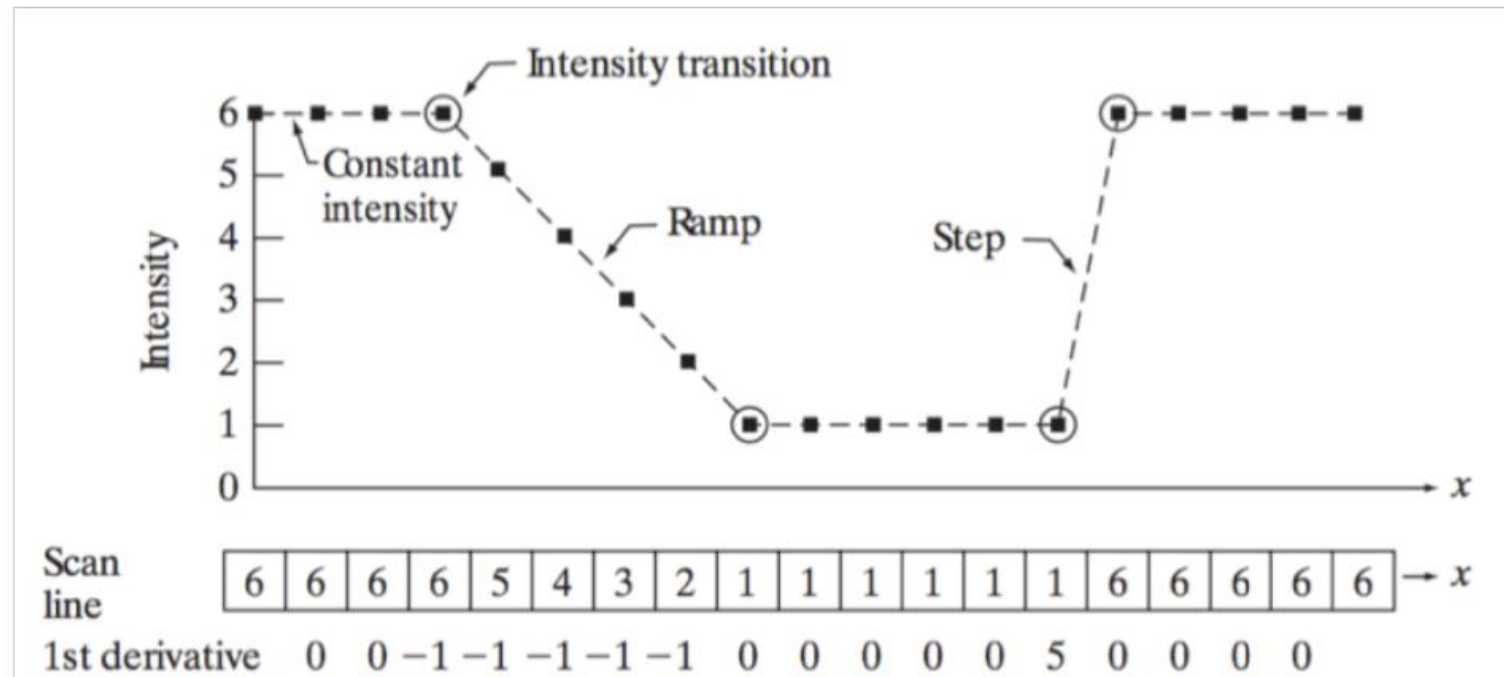 Intensity transition
6
Constant
5
intensity
Ramp
4
Step
Intensity
3
2
1
0
x
Scan
line
6 6 6 6 5 4 3 2 1 1 1 1 1 1 6 6 6 6 6
x
1st derivative 0 0 −1 −1 −1 −1 −1 0 0 0 0 0 5 0 0 0 0